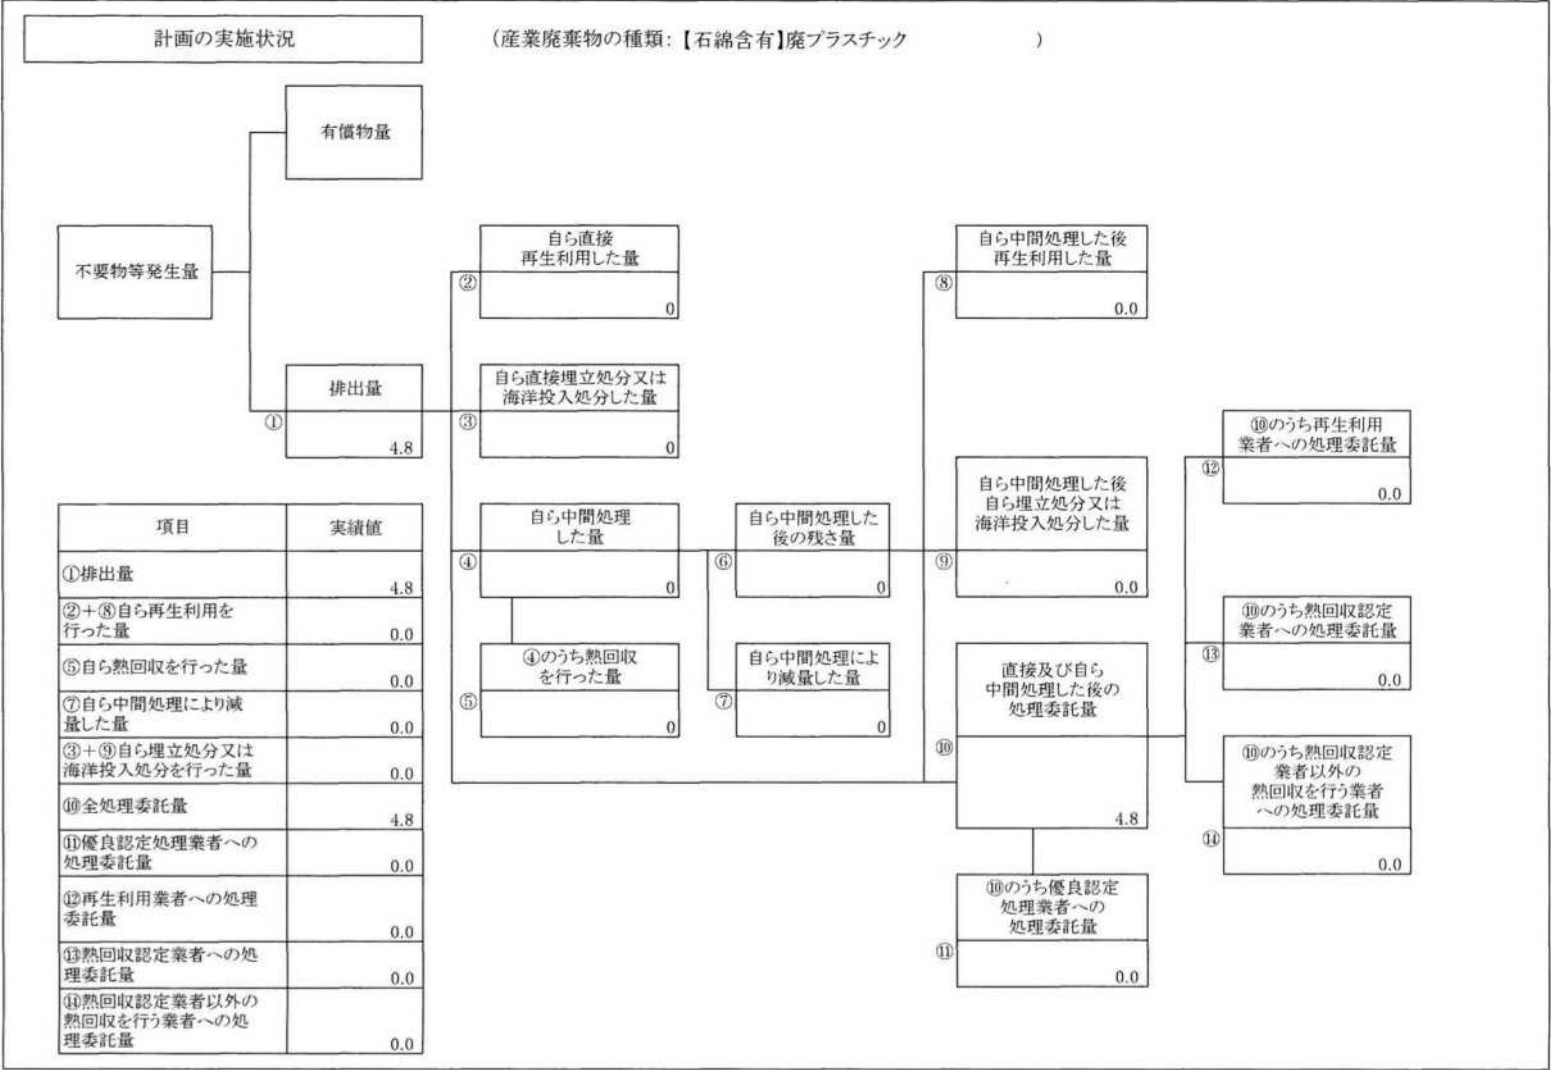 計画の実施状況
(産業廃棄物の種類:【石綿含有】廃プラスチック )
有償物量
不要物等発生量
排出量
①
4.8
自ら直接
再生利用した量
②
0
自ら直接埋立処分又は
海洋投入処分した量
③
0
自ら中間処理
した量
④
0
④のうち熱回収
を行った量
⑤
0
自ら中間処理した
後の残さ量
⑥
0
自ら中間処理によ
り減量した量
⑦
0
自ら中間処理した後
再生利用した量
⑧
0.0
自ら中間処理した後
自ら埋立処分又は
海洋投入処分した量
⑨
0.0
直接及び自ら
中間処理した後の
処理委託量
⑩
4.8
⑩のうち優良認定
処理業者への
処理委託量
⑪
0.0
⑩のうち再生利用
業者への処理委託量
⑫
0.0
⑩のうち熱回収認定
業者への処理委託量
⑬
0.0
⑩のうち熱回収認定
業者以外の
熱回収を行う業者
への処理委託量
⑭
0.0
項目 実績値
①排出量
4.8
②+⑧自ら再生利用を
行った量
0.0
⑤自ら熱回収を行った量
0.0
⑦自ら中間処理により減
量した量
0.0
③+⑨自ら埋立処分又は
海洋投入処分を行った量
0.0
⑩全処理委託量
4.8
⑪優良認定処理業者への
処理委託量
0.0
⑫再生利用業者への処理
委託量
0.0
⑬熱回収認定業者への処
理委託量
0.0
⑭熱回収認定業者以外の
熱回収を行う業者への処
理委託量
0.0